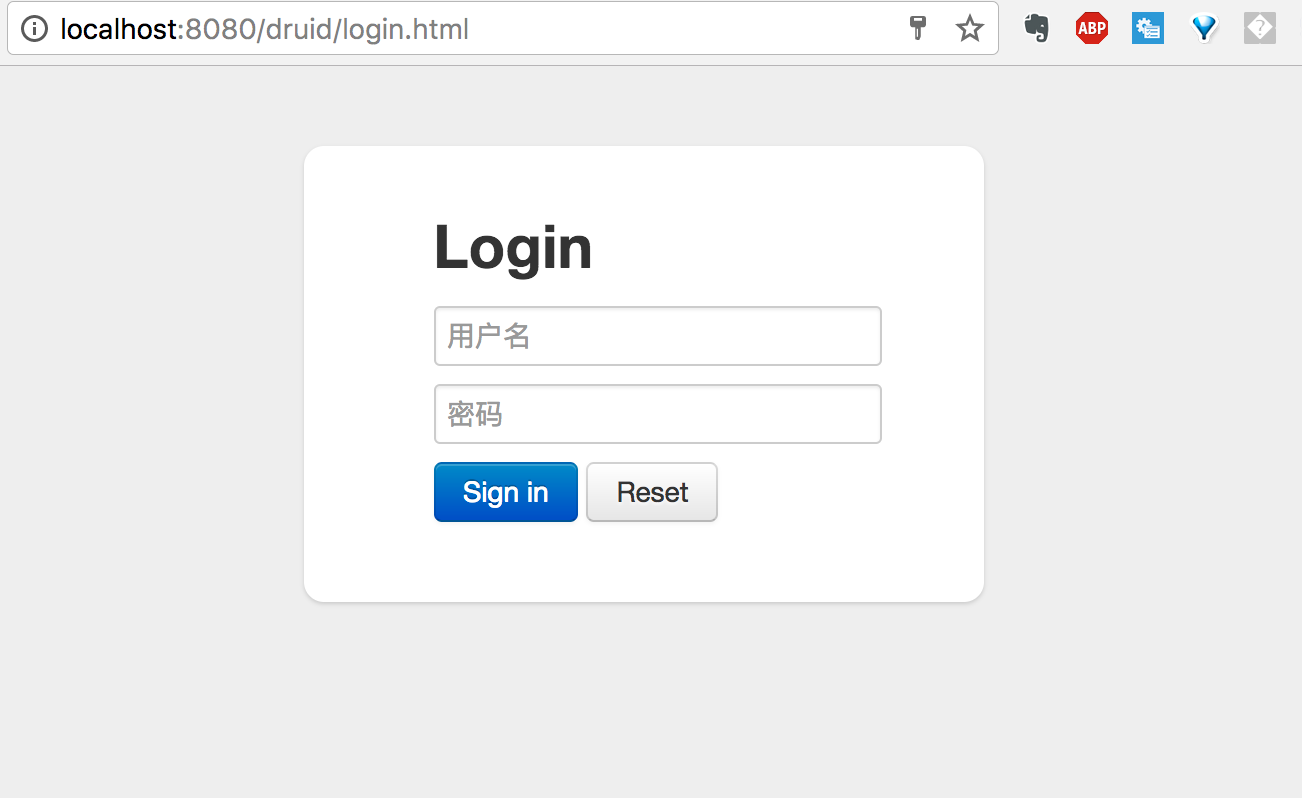 localhost:8080/druid/login.html
ABP
?
Login
用户名
密码
Sign in Reset